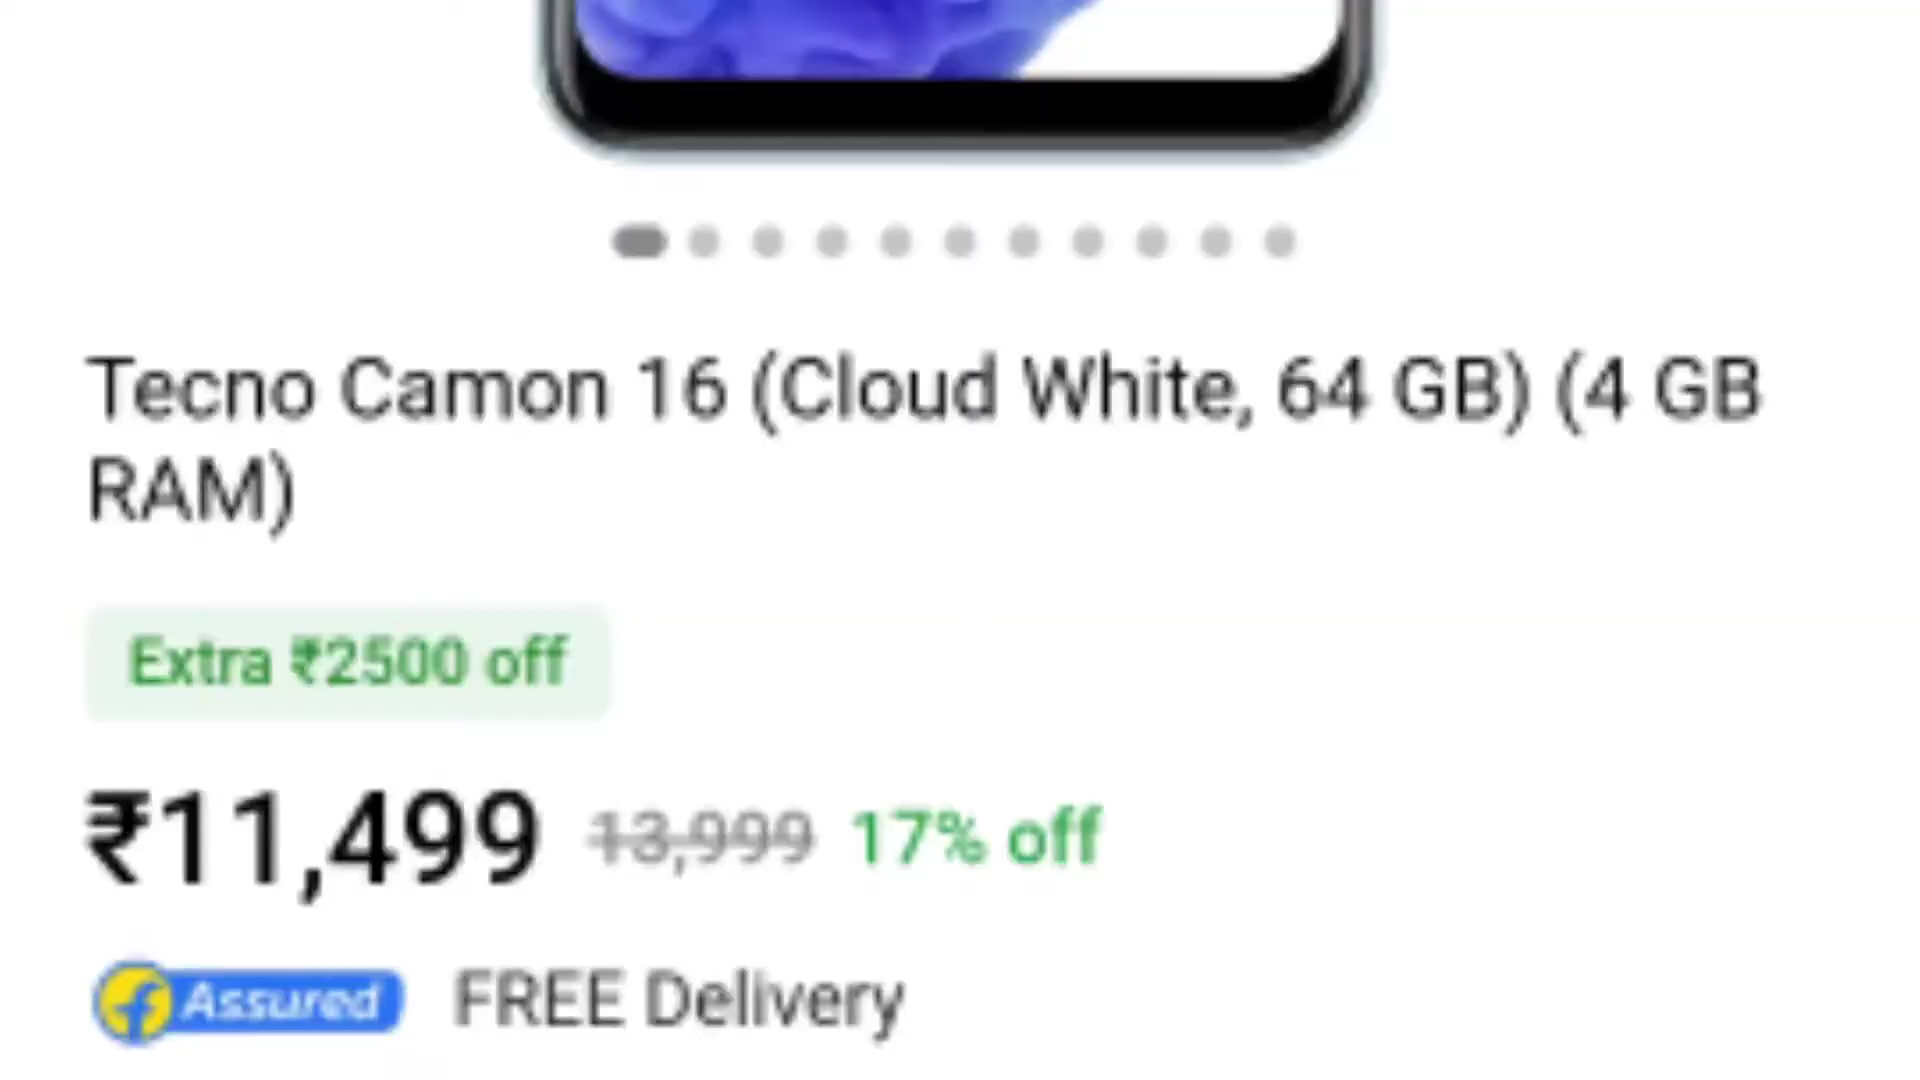 Tecno Camon 16 (Cloud White, 64 GB) (4 GB
RAM)
Extra ₹2500 off
₹11,499 13,999 17% off
f Assured FREE Delivery